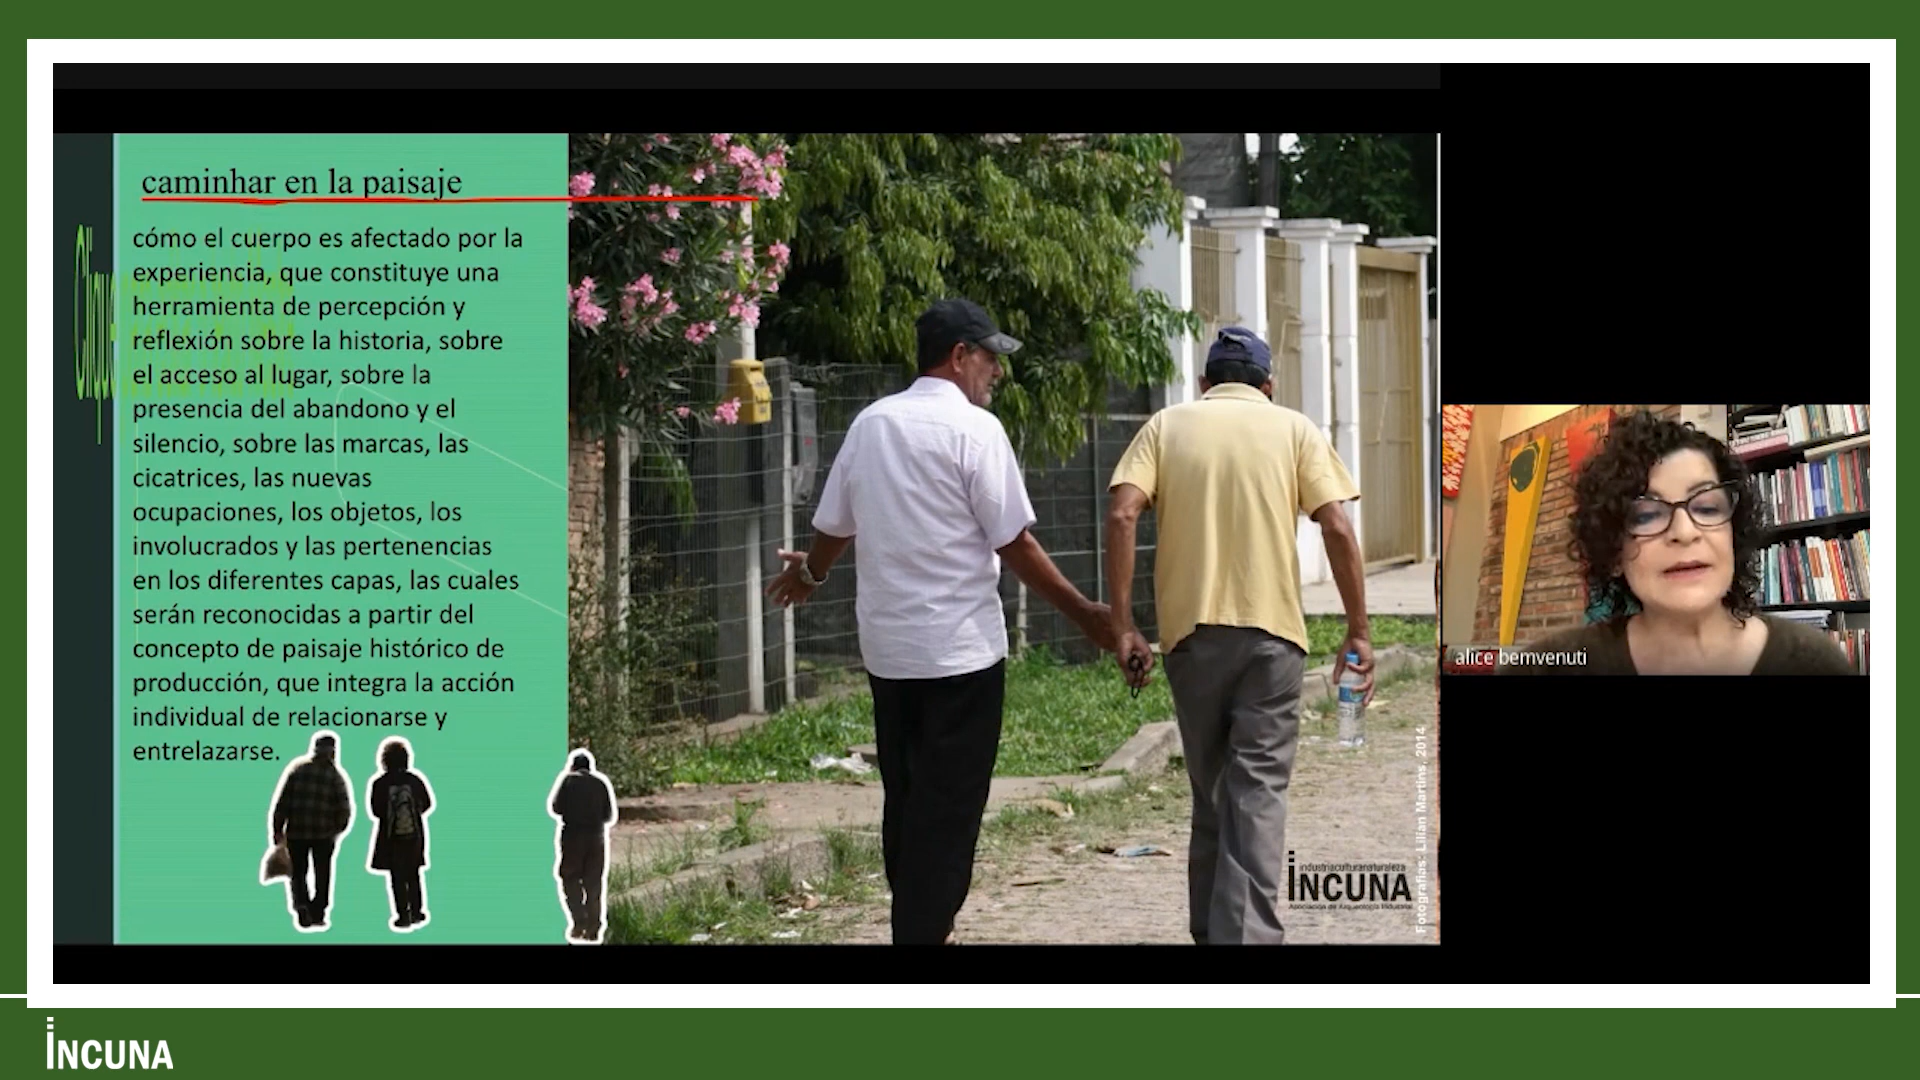 caminhar en la paisaje
cómo el cuerpo es afectado por la
experiencia, que constituye una
herramienta de percepción y
reflexión sobre la historia, sobre
el acceso al lugar, sobre la
presencia del abandono y el
silencio, sobre las marcas, las
cicatrices, las nuevas
ocupaciones, los objetos, los
involucrados y las pertenencias
en los diferentes capas, las cuales
serán reconocidas a partir del
concepto de paisaje histórico de
producción, que integra la acción
individual de relacionarse y
entrelazarse.
Clique
Fotografias: Lilian Martins, 2014
industriaculturanaturaleza
INCUNA
Asociación de Arqueología Industrial
alice bemvenuti
INCUNA